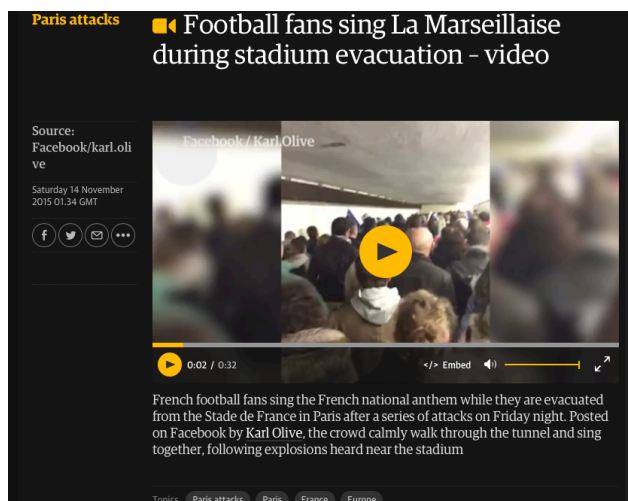 Paris attacks
Football fans sing La Marseillaise
during stadium evacuation – video
Source:
Facebook/karl.oli
ve
Saturday 14 November
2015 01.34 GMT
Facebook / Karl Olive
0:02 / 0:32
</> Embed
French football fans sing the French national anthem while they are evacuated
from the Stade de France in Paris after a series of attacks on Friday night. Posted
on Facebook by Karl Olive, the crowd calmly walk through the tunnel and sing
together, following explosions heard near the stadium
Topics Paris attacks Paris France Europe